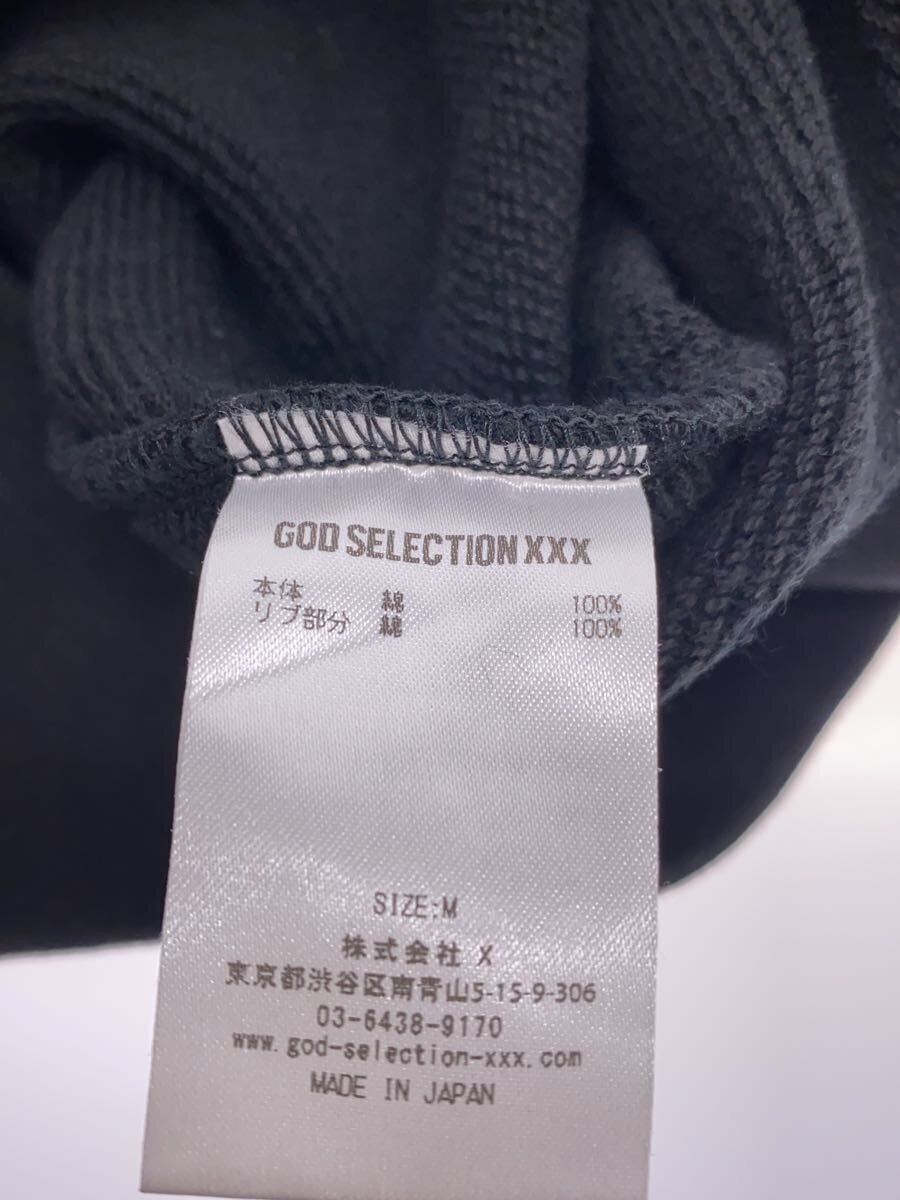 GOD SELECTION XXX
本体 綿 100%
リブ部分 綿 100%
SIZE:M
株式会社 X
東京都渋谷区南青山5-15-9-306
03-6438-9170
www.god-selection-xxx.com
MADE IN JAPAN